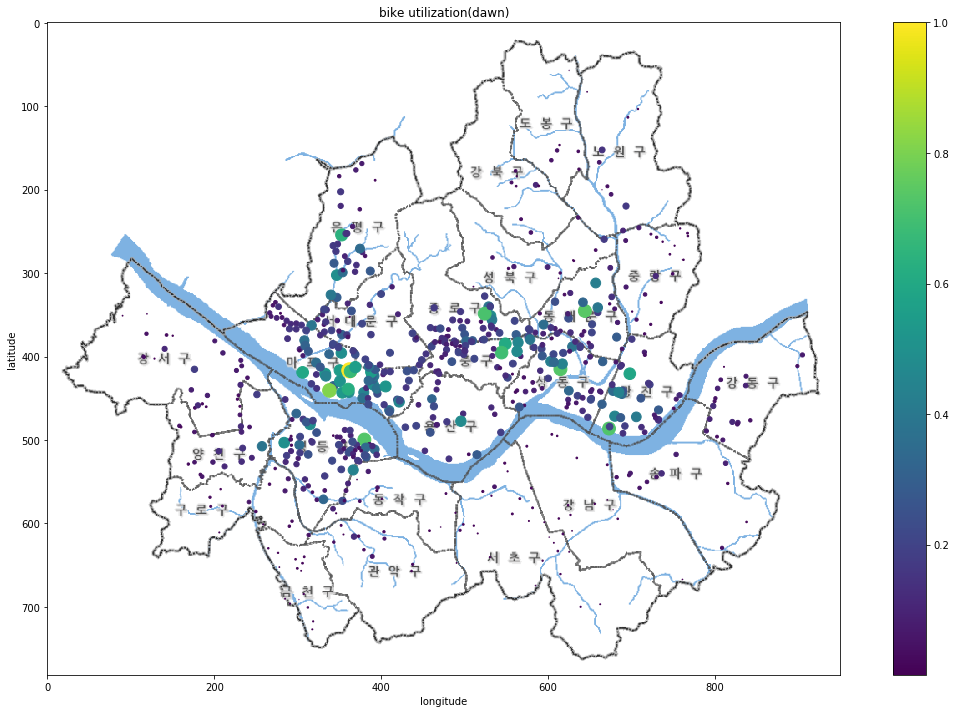 bike utilization(dawn)
0
100
200
300
400
500
600
700
latitude
0
200
400
600
800
longitude
1.0
0.8
0.6
0.4
0.2
도 봉 구
노 원 구
강 북 구
은 평 구
성 북 구
중 랑 구
종 로 구
서 대 문 구
동 대 문 구
강 서 구
마 포 구
중 구
성 동 구
광 진 구
강 동 구
용 산 구
양 천 구
송 파 구
동 작 구
강 남 구
구 로 구
서 초 구
관 악 구
금 천 구